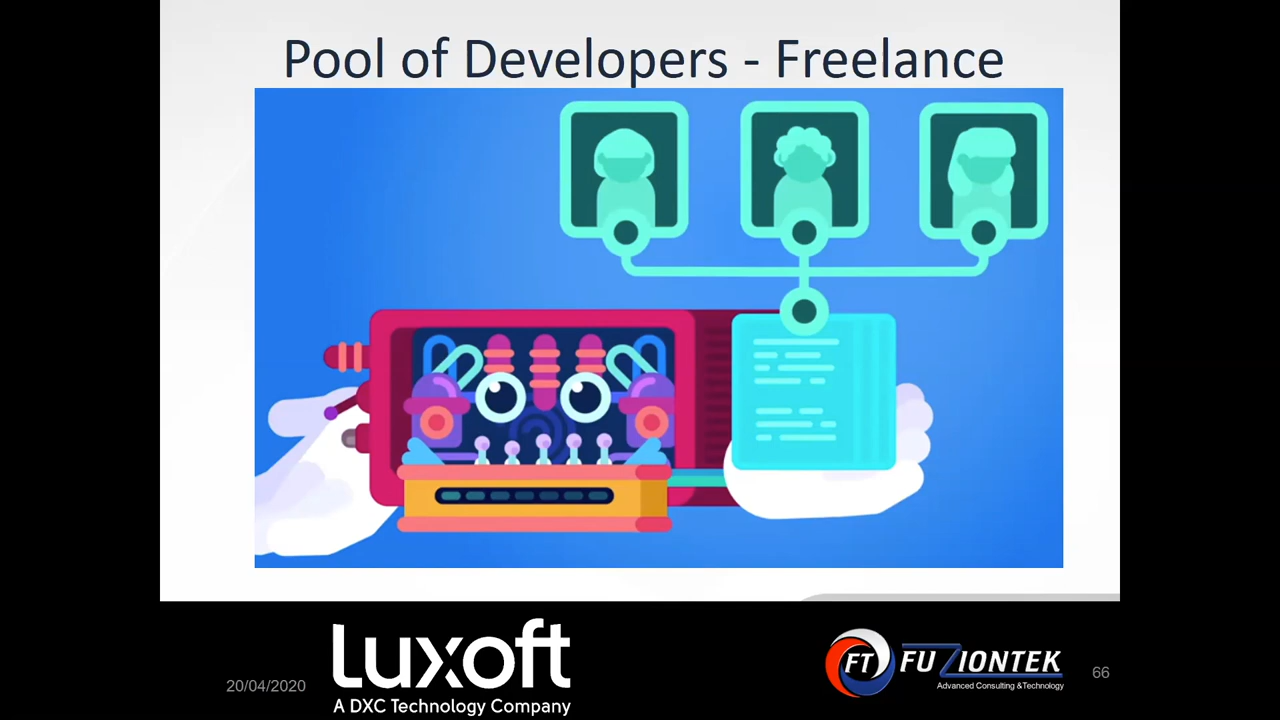 Pool of Developers - Freelance
20/04/2020
Luxoft
A DXC Technology Company
FT
FUZIONTEK
Advanced Consulting &Technology
66